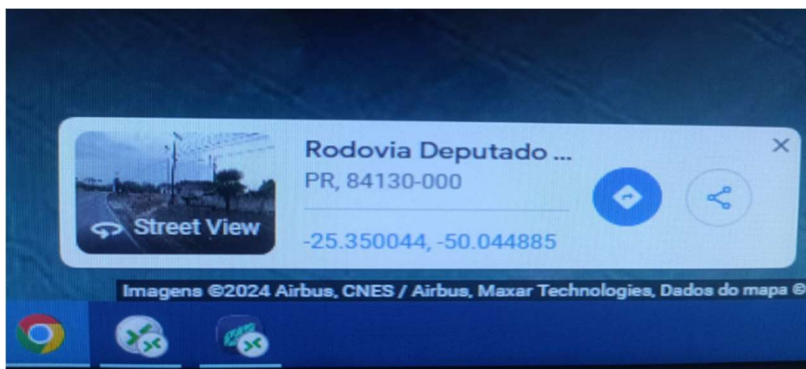 Rodovia Deputado ...
PR, 84130-000
Street View
-25.350044, -50.044885
Imagens ©2024 Airbus, CNES / Airbus, Maxar Technologies, Dados do mapa ©